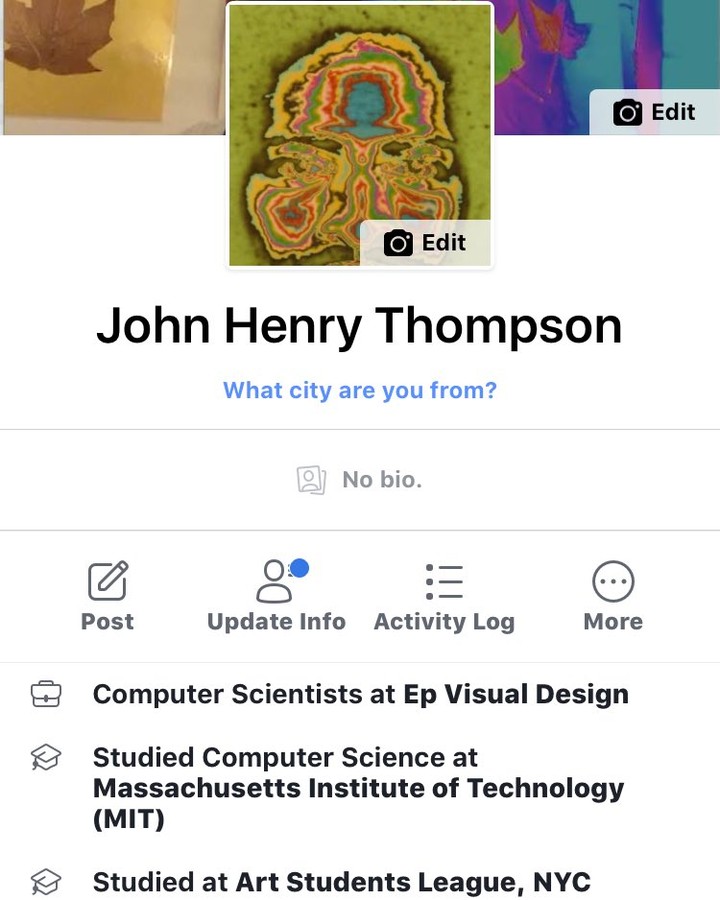 Edit
Edit
John Henry Thompson
What city are you from?
No bio.
Post
Update Info
Activity Log
More
Computer Scientists at Ep Visual Design
Studied Computer Science at
Massachusetts Institute of Technology
(MIT)
Studied at Art Students League, NYC